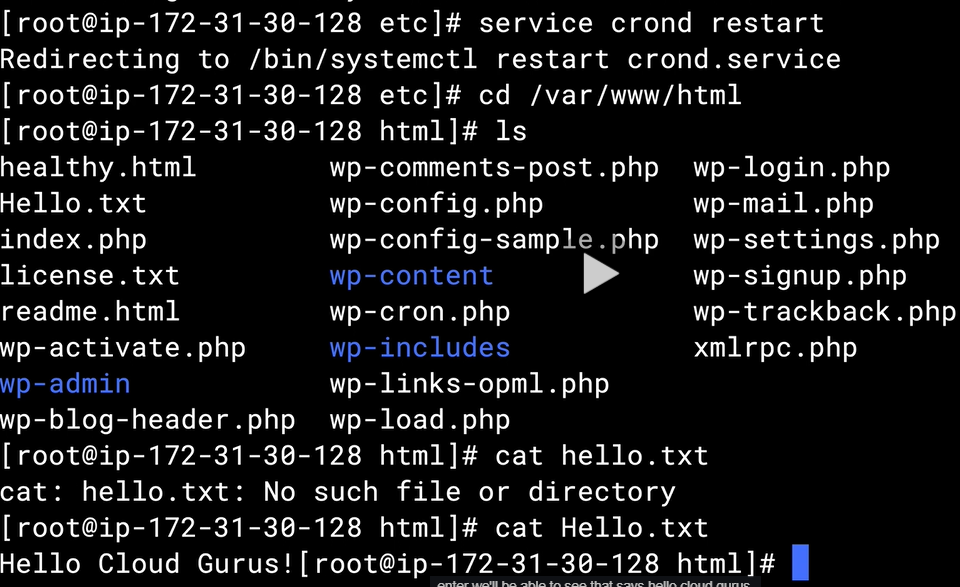 [root@ip-172-31-30-128 etc]# service crond restart
Redirecting to /bin/systemctl restart crond.service
[root@ip-172-31-30-128 etc]# cd /var/www/html
[root@ip-172-31-30-128 html]# ls
healthy.html wp-comments-post.php wp-login.php
Hello.txt wp-config.php wp-mail.php
index.php wp-config-sample.php wp-settings.php
license.txt wp-content wp-signup.php
readme.html wp-cron.php wp-trackback.php
wp-activate.php wp-includes xmlrpc.php
wp-admin wp-links-opml.php
wp-blog-header.php wp-load.php
[root@ip-172-31-30-128 html]# cat hello.txt
cat: hello.txt: No such file or directory
[root@ip-172-31-30-128 html]# cat Hello.txt
Hello Cloud Gurus![root@ip-172-31-30-128 html]#
enter we'll be able to see that says hello cloud gurus